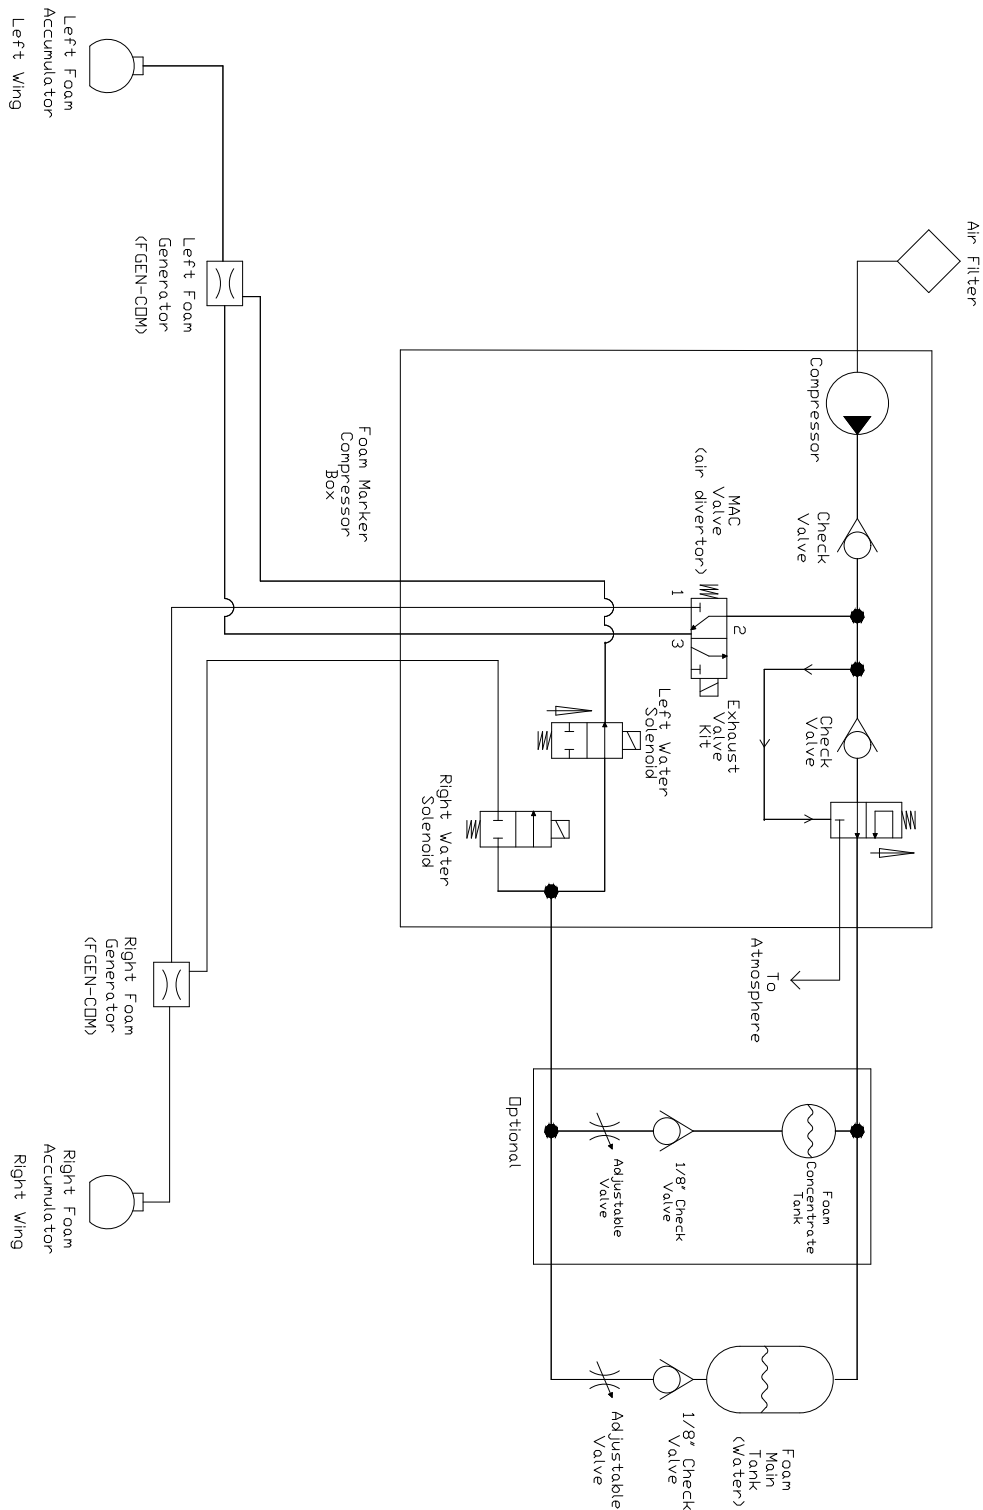 Air Filter
Compressor
Check
Valve
MAC
Valve
(air divertor)
1
2
3
Exhaust
Valve
Kit
Check
Valve
To
Atmosphere
Left Water
Solenoid
Right Water
Solenoid
Foam Marker
Compressor
Box
Foam
Concentrate
Tank
1/8" Check
Valve
Adjustable
Valve
Optional
Foam
Main
Tank
(Water)
1/8" Check
Valve
Adjustable
Valve
Left Foam
Generator
(FGEN-COM)
Right Foam
Generator
(FGEN-COM)
Left Foam
Accumulator
Left Wing
Right Foam
Accumulator
Right Wing